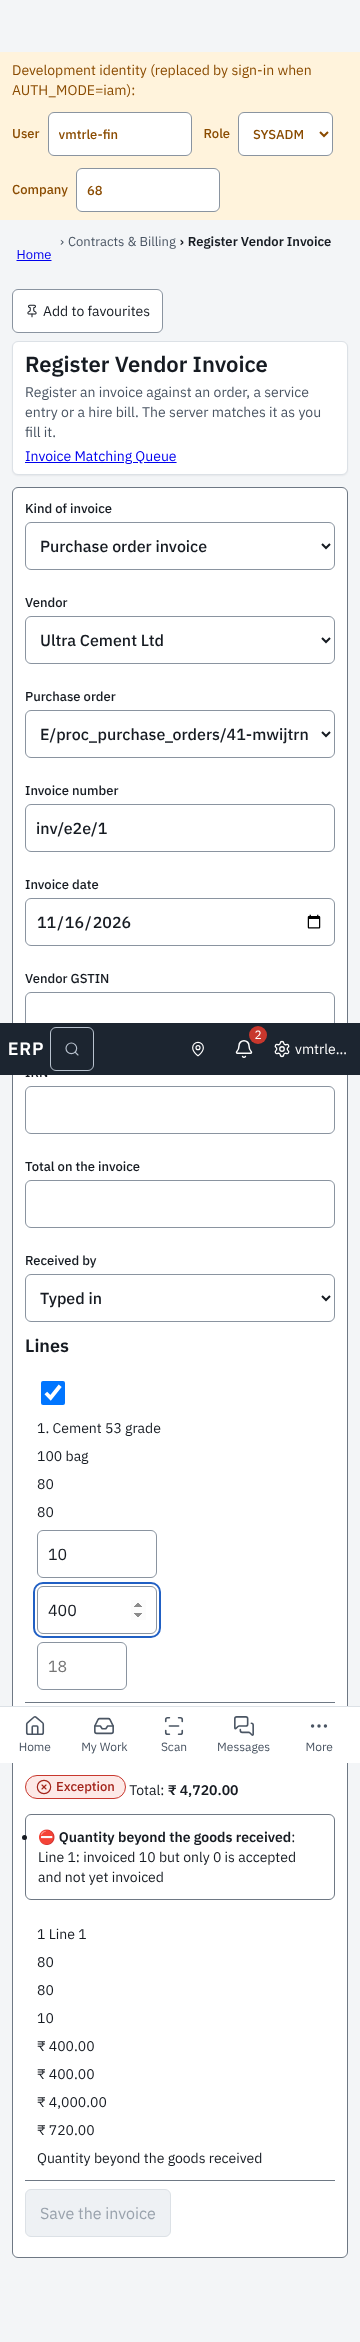 Development identity (replaced by sign-in when
AUTH_MODE=iam):
User vmtrle-fin Role SYSADM
Company 68
Home › Contracts & Billing › Register Vendor Invoice
Add to favourites
Register Vendor Invoice
Register an invoice against an order, a service
entry or a hire bill. The server matches it as you
fill it.
Invoice Matching Queue
Kind of invoice
Purchase order invoice
Vendor
Ultra Cement Ltd
Purchase order
E/proc_purchase_orders/41-mwijtrn
Invoice number
inv/e2e/1
Invoice date
11/16/2026
Vendor GSTIN
ERP 2 vmtrle...
Total on the invoice
Received by
Typed in
Lines
1. Cement 53 grade
100 bag
80
80
10
400
18
Home My Work Scan Messages More
Exception Total: ₹ 4,720.00
Quantity beyond the goods received:
Line 1: invoiced 10 but only 0 is accepted
and not yet invoiced
1 Line 1
80
80
10
₹ 400.00
₹ 400.00
₹ 4,000.00
₹ 720.00
Quantity beyond the goods received
Save the invoice